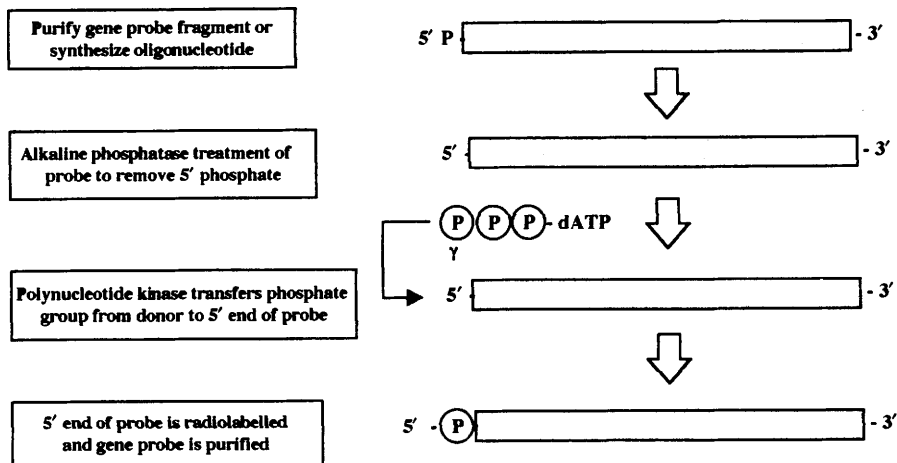 Purify gene probe fragment or
synthesize oligonucleotide
5′ P
- 3′
Alkaline phosphatase treatment of
probe to remove 5′ phosphate
5′
- 3′
P P P - dATP
γ
Polynucleotide kinase transfers phosphate
group from donor to 5′ end of probe
5′
- 3′
5′ end of probe is radiolabelled
and gene probe is purified
5′ - P
- 3′